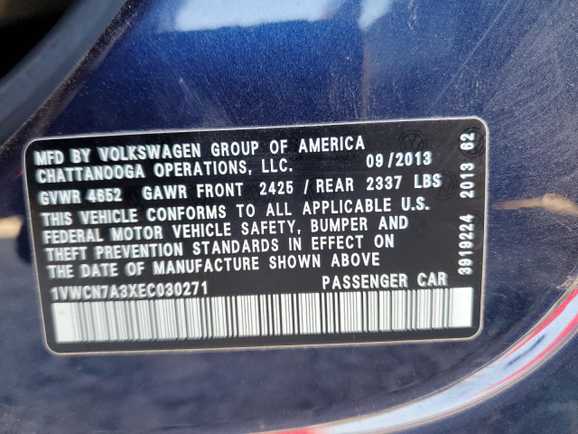 MFD BY VOLKSWAGEN GROUP OF AMERICA
CHATTANOOGA OPERATIONS, LLC. 09/2013
GVWR 4652 GAWR FRONT 2425 / REAR 2337 LBS
THIS VEHICLE CONFORMS TO ALL APPLICABLE U.S.
FEDERAL MOTOR VEHICLE SAFETY, BUMPER AND
THEFT PREVENTION STANDARDS IN EFFECT ON
DATE OF MANUFACTURE SHOWN ABOVE
1VWCN7A3XEC030271 PASSENGER CAR
3919224 2013 62